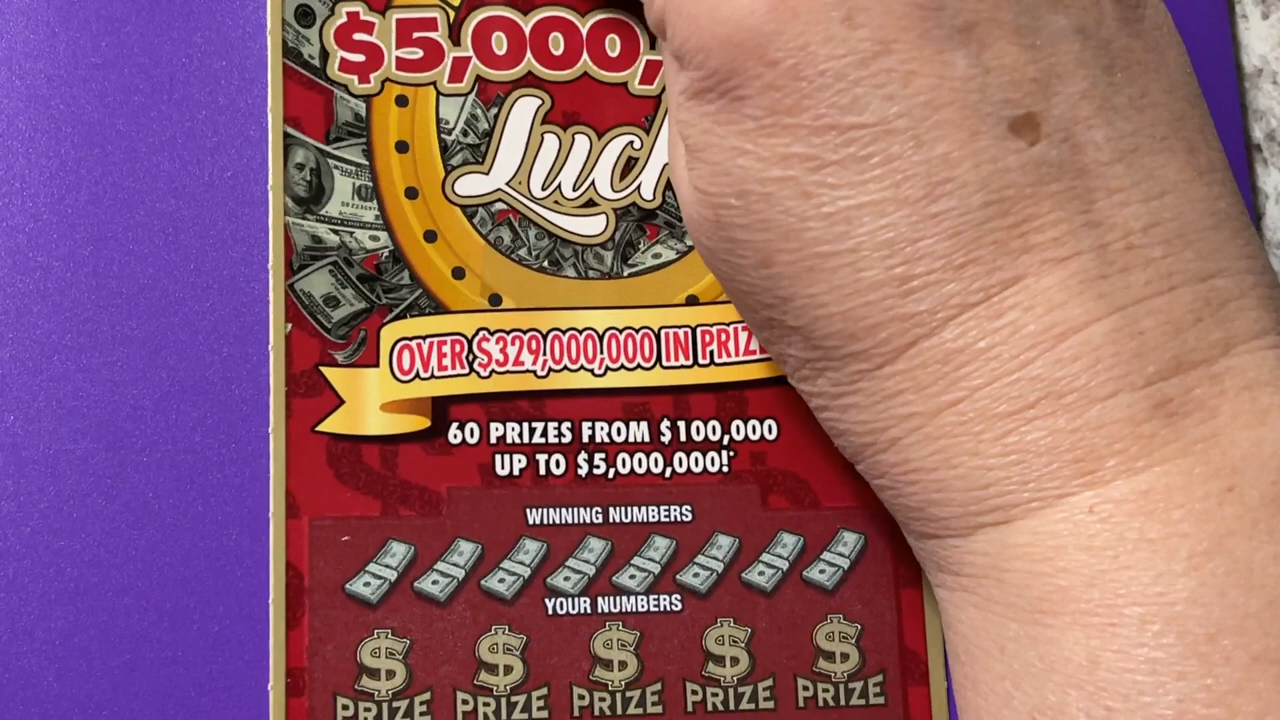 $5,000,
Luck
OVER $329,000,000 IN PRIZ
60 PRIZES FROM $100,000
UP TO $5,000,000!*
WINNING NUMBERS
YOUR NUMBERS
$ $ $ $ $
PRIZE PRIZE PRIZE PRIZE PRIZE